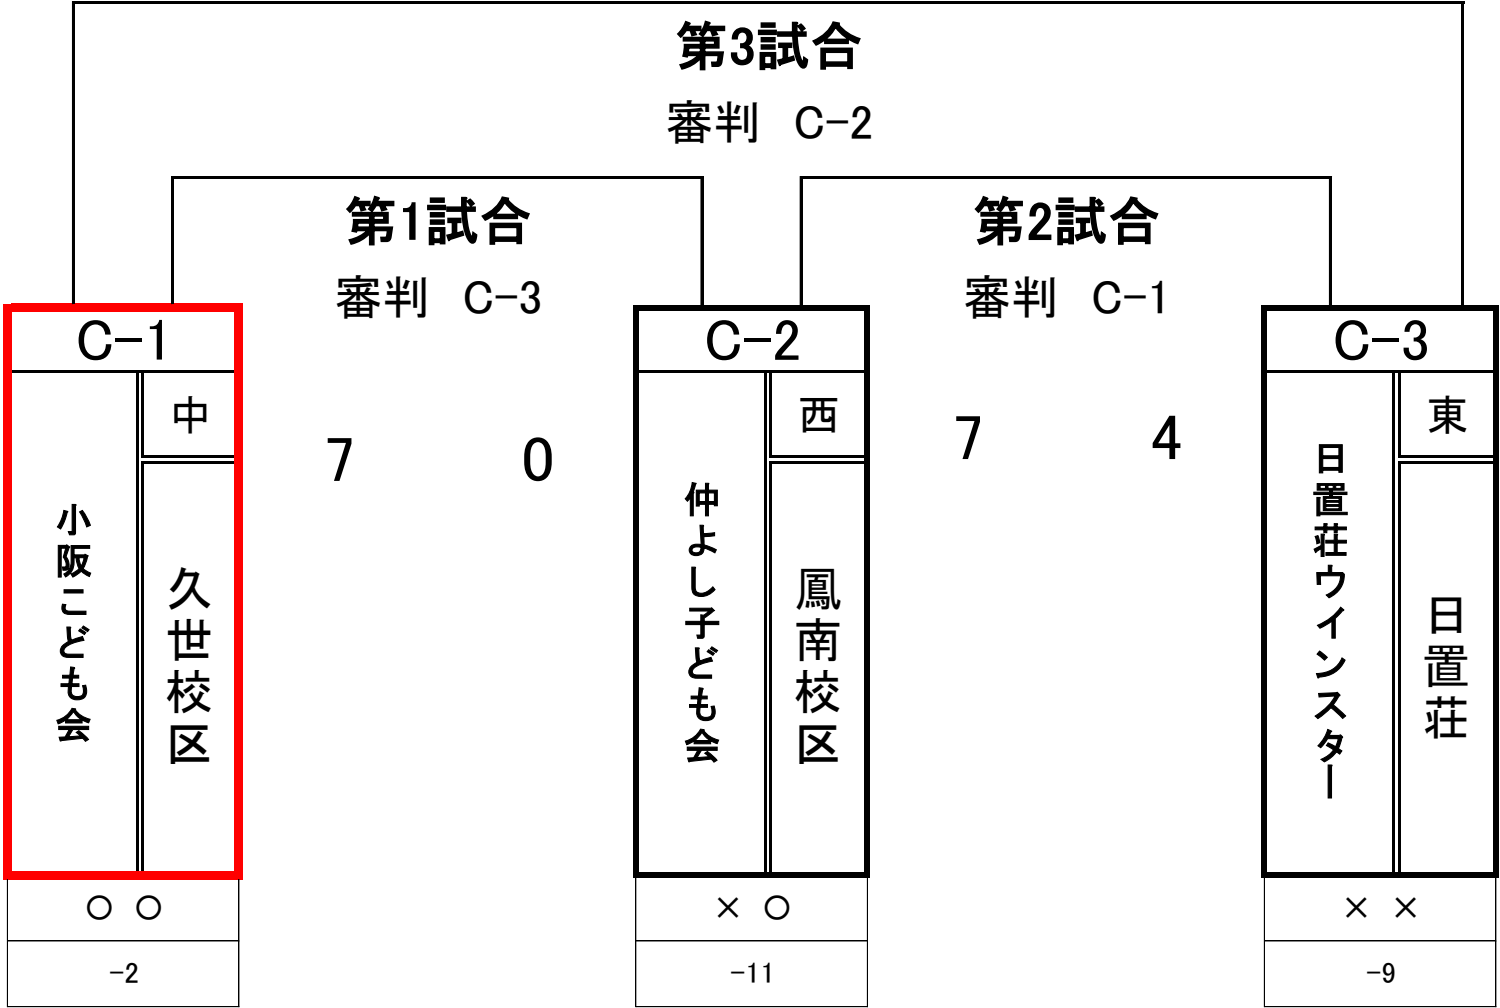 第3試合
審判　C-2
第1試合
審判　C-3
第2試合
審判　C-1
C-1
中
小阪こども会
久世校区
7　0
C-2
西
仲よし子ども会
鳳南校区
7　4
C-3
東
日置荘ウインスター
日置荘
○ ○
-2
× ○
-11
× ×
-9